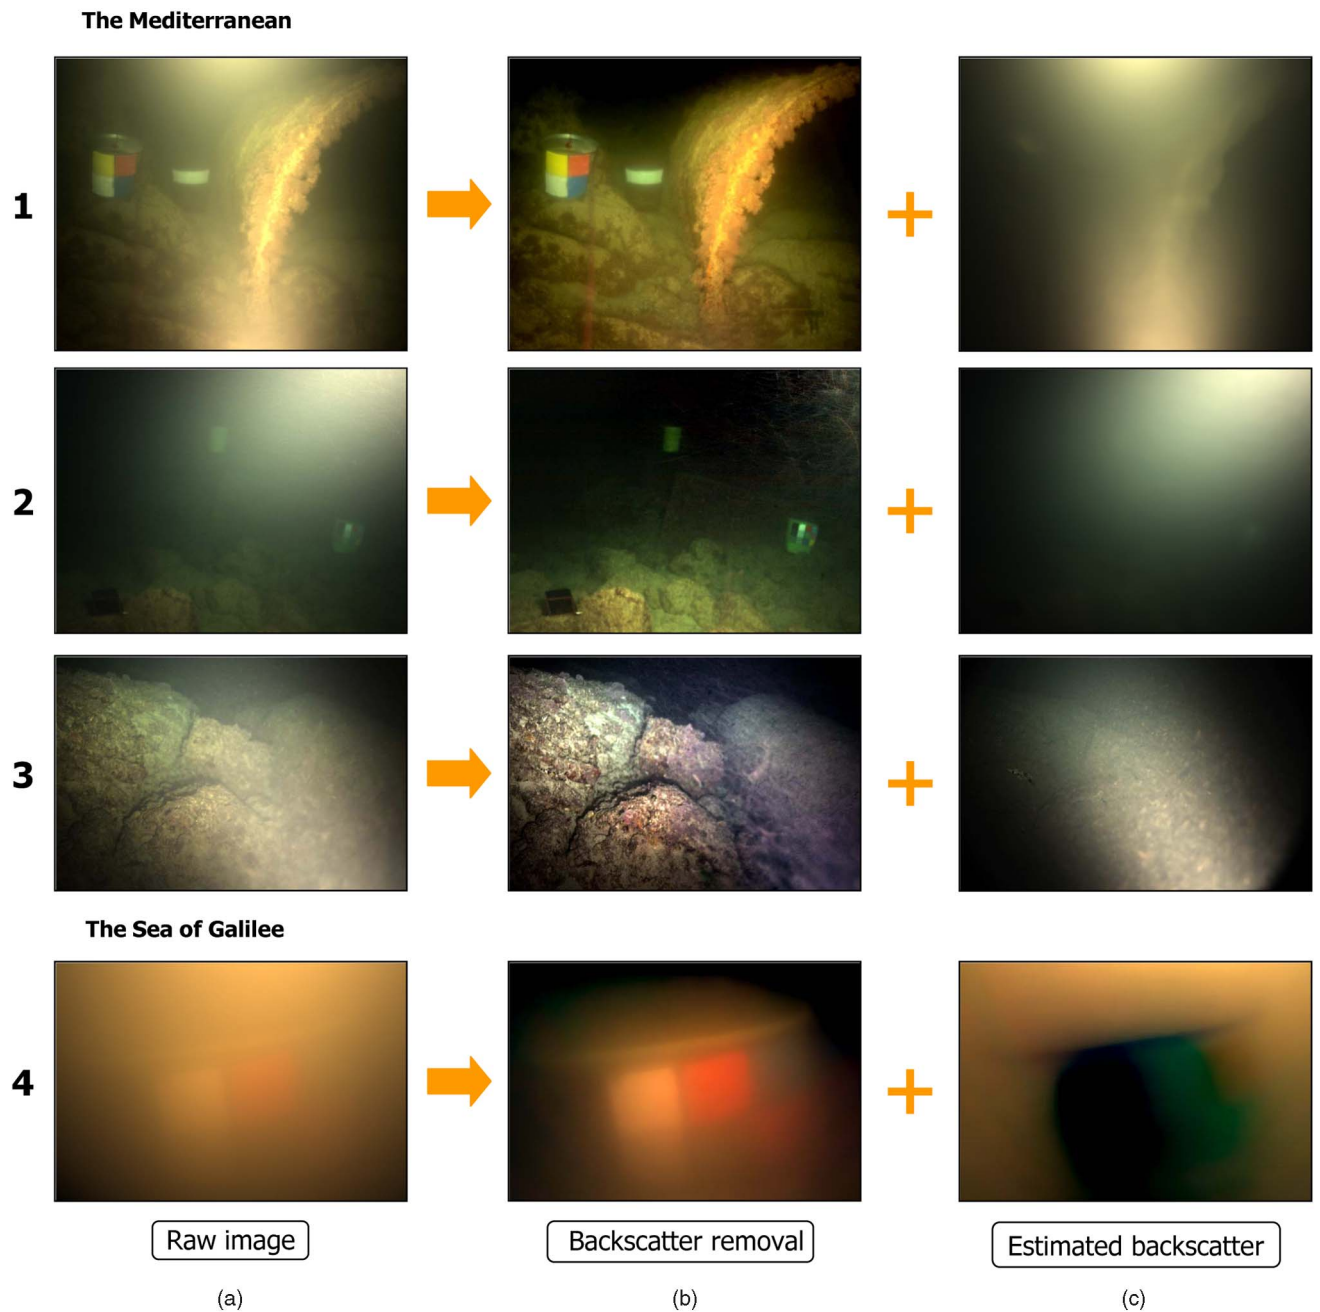 The Mediterranean
1
2
3
The Sea of Galilee
4
Raw image
Backscatter removal
Estimated backscatter
(a)
(b)
(c)